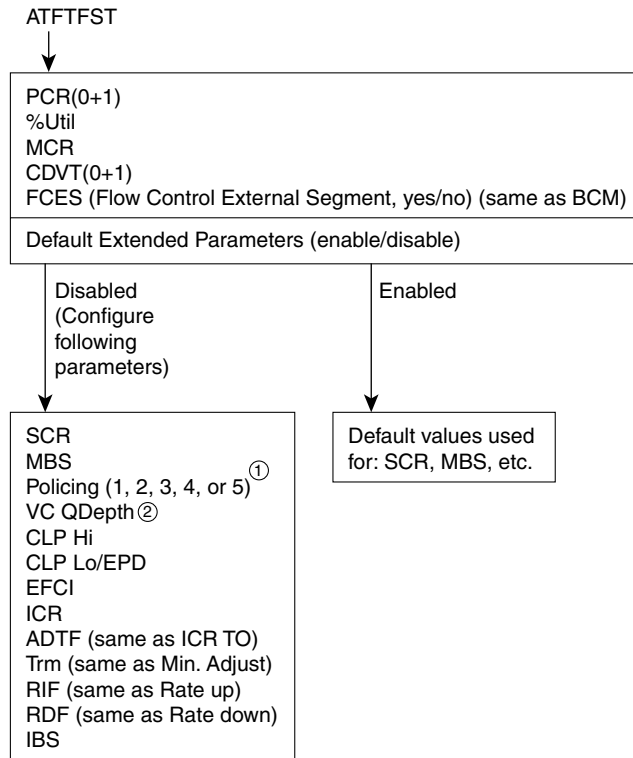 ATFTFST
PCR(0+1)
%Util
MCR
CDVT(0+1)
FCES (Flow Control External Segment, yes/no) (same as BCM)
Default Extended Parameters (enable/disable)
Disabled
(Configure
following
parameters)
Enabled
SCR
MBS
Policing (1, 2, 3, 4, or 5) ①
VC QDepth ②
CLP Hi
CLP Lo/EPD
EFCI
ICR
ADTF (same as ICR TO)
Trm (same as Min. Adjust)
RIF (same as Rate up)
RDF (same as Rate down)
IBS
Default values used
for: SCR, MBS, etc.